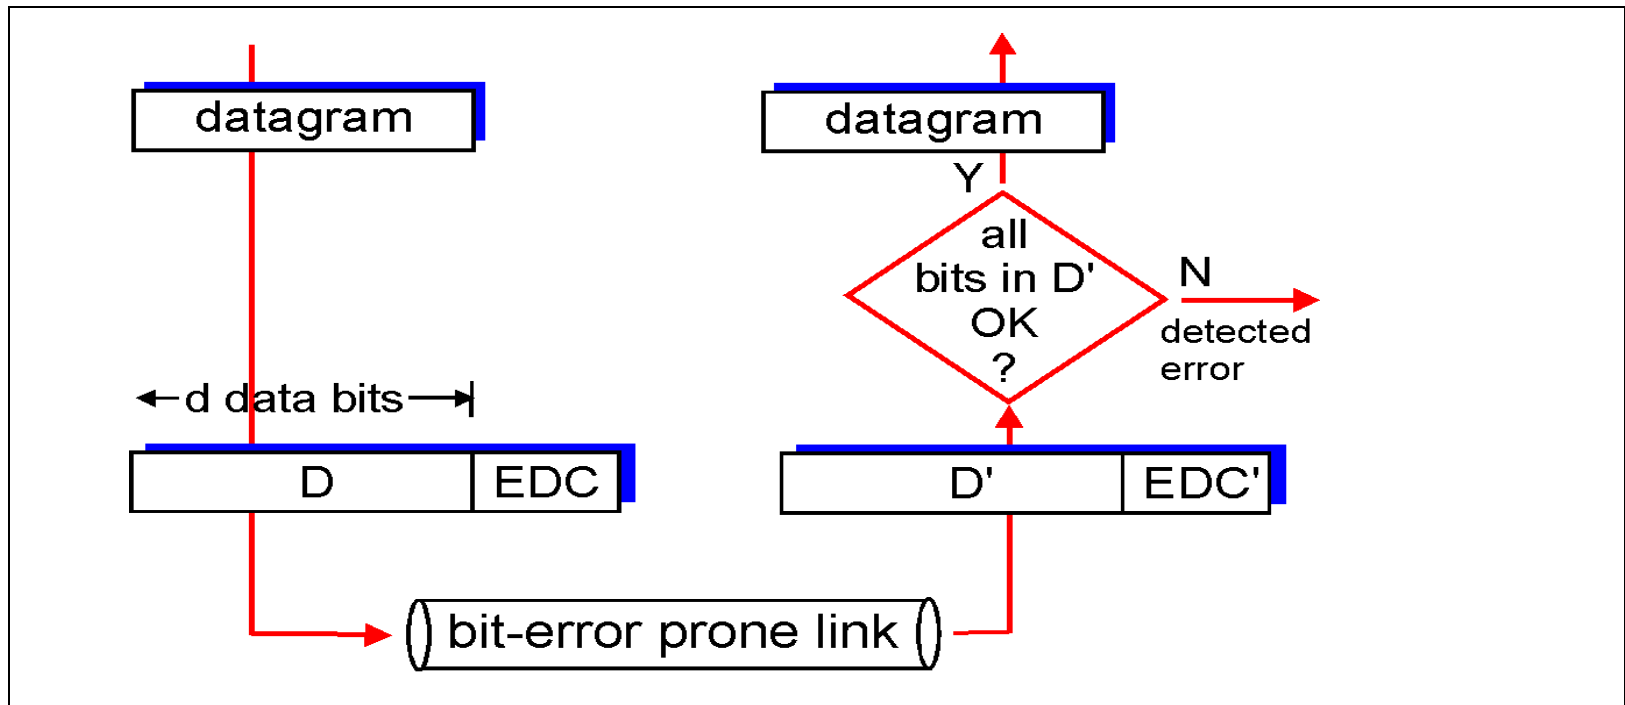 datagram
datagram
Y
all
bits in D'
OK
?
N
detected
error
d data bits
D
EDC
D'
EDC'
bit-error prone link